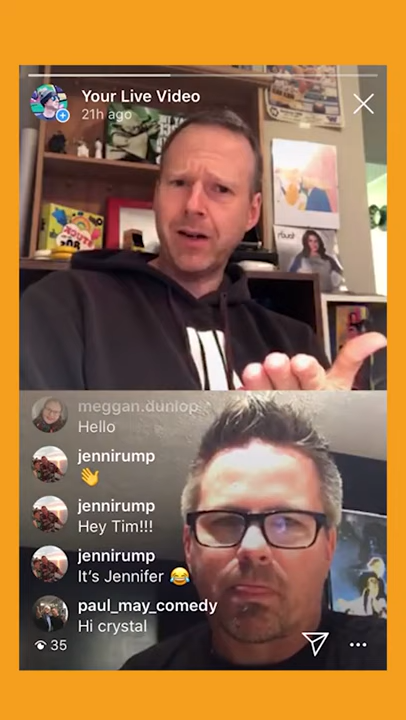 Your Live Video
21h ago
meggan.dunlop
Hello
jennirump
👋
jennirump
Hey Tim!!!
jennirump
It's Jennifer 😂
paul_may_comedy
Hi crystal
35